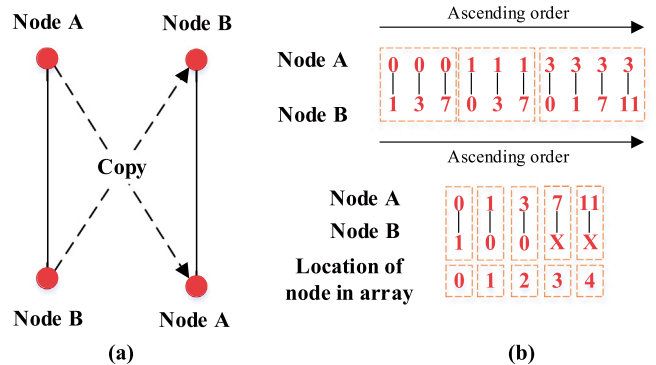 Node A Node B
Copy
Node B Node A
(a)
Ascending order
Node A 0 0 0 1 1 1 3 3 3 3
Node B 1 3 7 0 3 7 0 1 7 11
Ascending order
Node A 0 1 3 7 11
Node B 1 0 0 X X
Location of
node in array 0 1 2 3 4
(b)